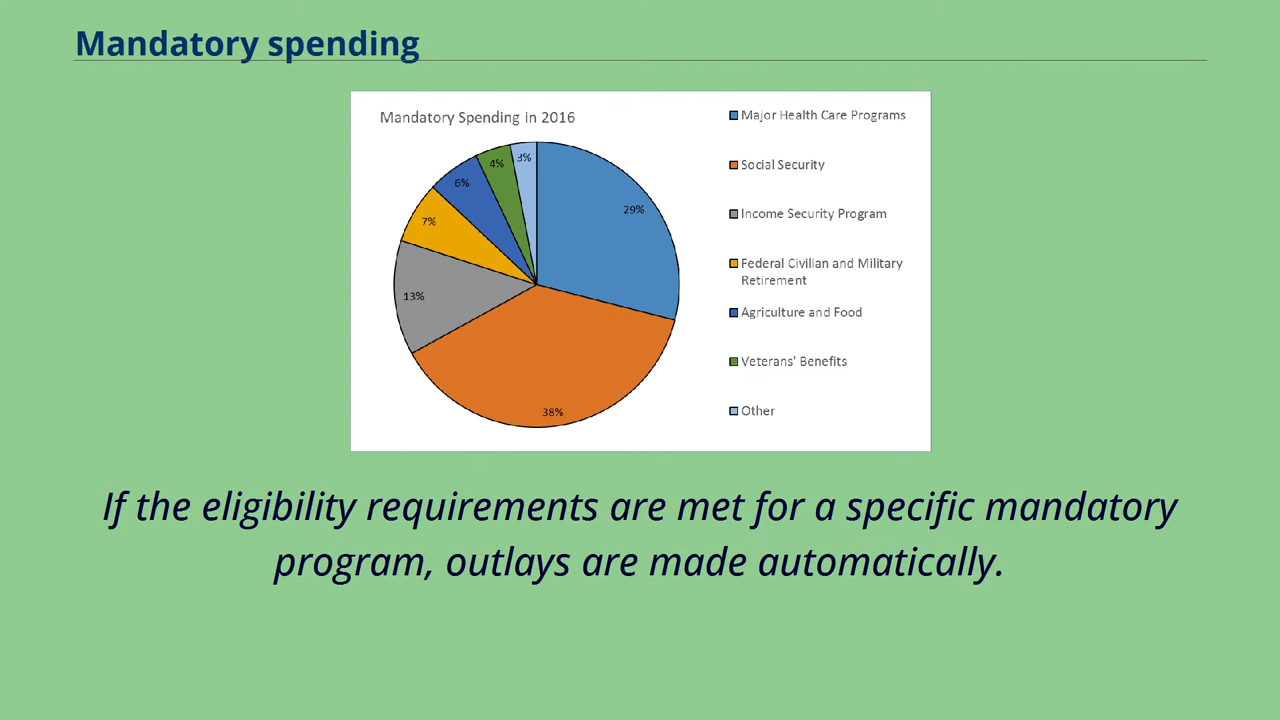 Mandatory spending
Mandatory Spending in 2016
29%
38%
13%
7%
6%
4%
3%
Major Health Care Programs
Social Security
Income Security Program
Federal Civilian and Military
Retirement
Agriculture and Food
Veterans' Benefits
Other
If the eligibility requirements are met for a specific mandatory
program, outlays are made automatically.